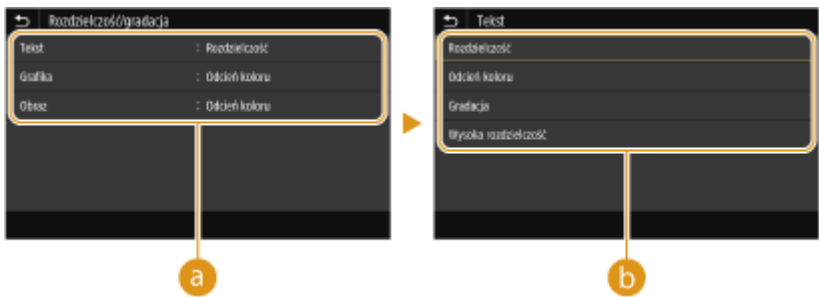 Rozdzielczość/gradacja
Tekst : Rozdzielczość
Grafika : Odcień koloru
Obraz : Odcień koloru
a
Tekst
Rozdzielczość
Odcień koloru
Gradacja
Wysoka rozdzielczość
b